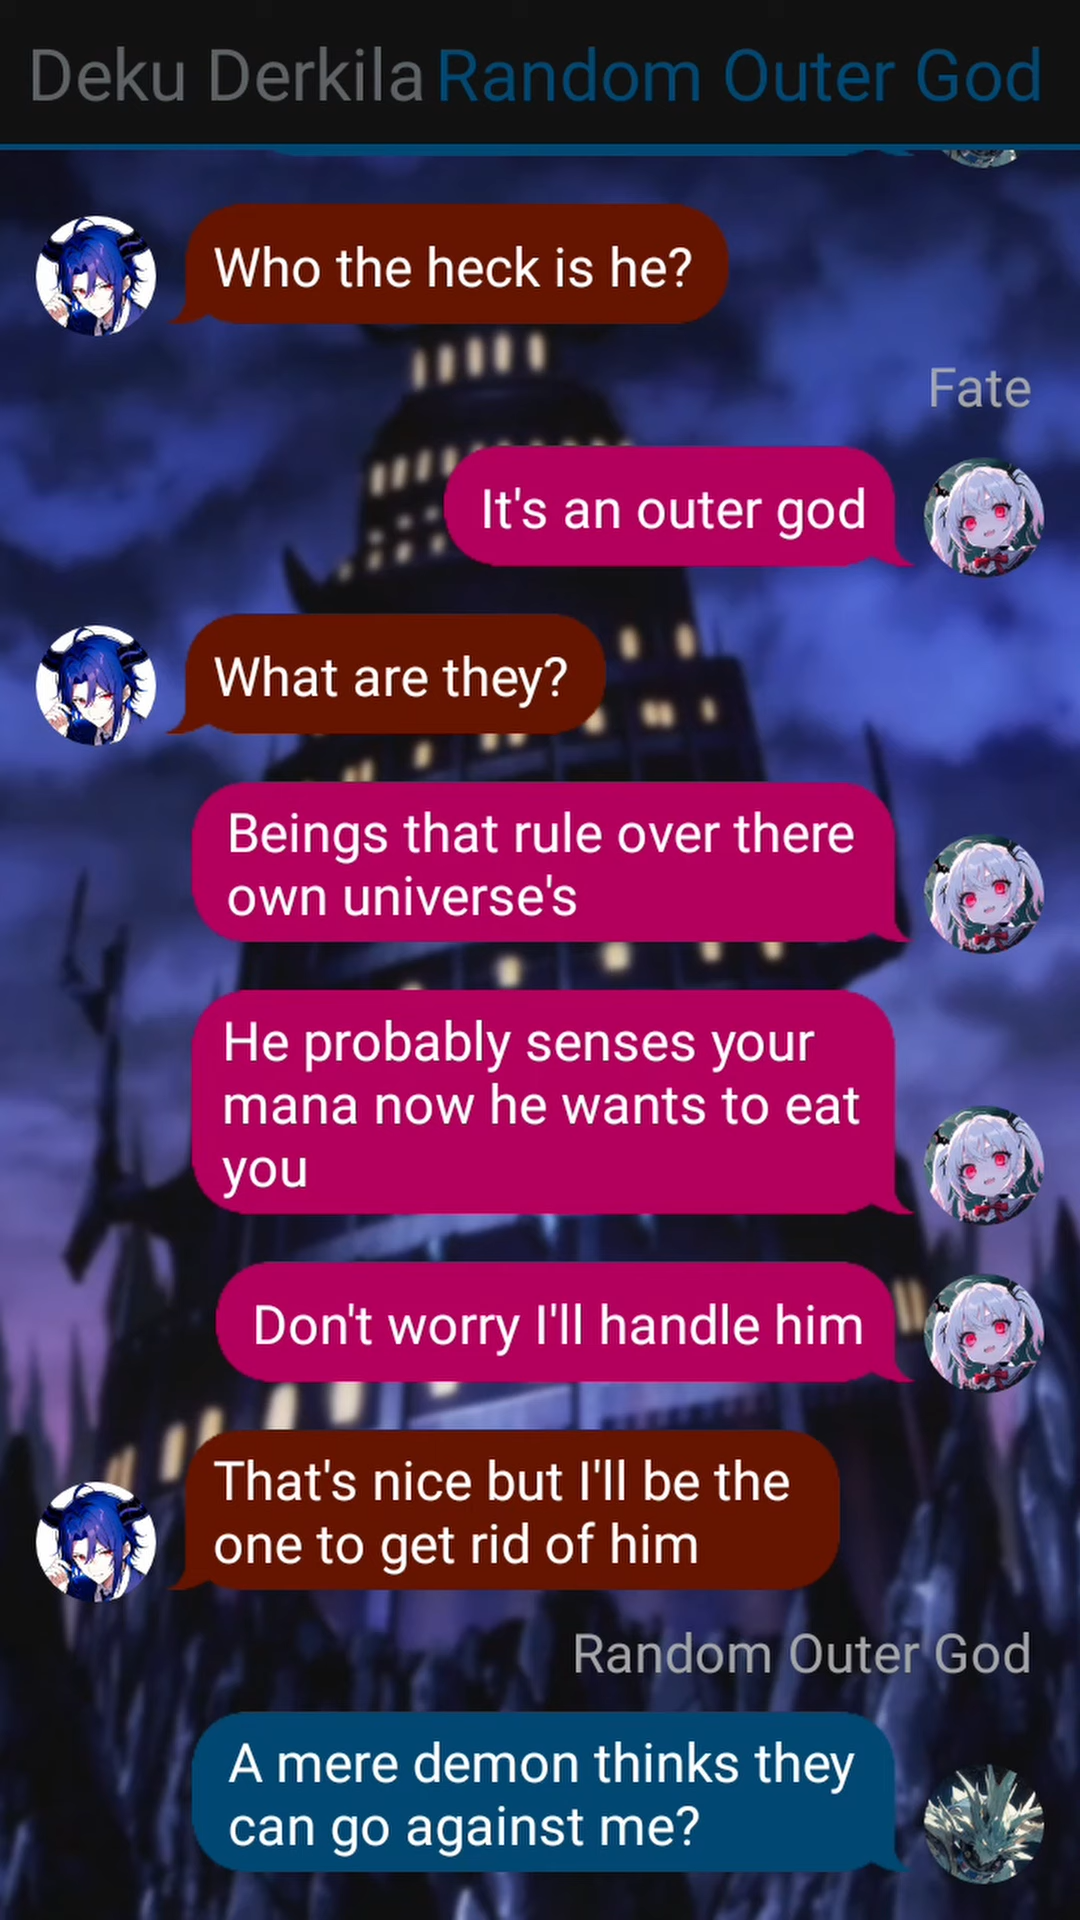 Deku Derkila Random Outer God
Who the heck is he?
Fate
It's an outer god
What are they?
Beings that rule over there
own universe's
He probably senses your
mana now he wants to eat
you
Don't worry I'll handle him
That's nice but I'll be the
one to get rid of him
Random Outer God
A mere demon thinks they
can go against me?